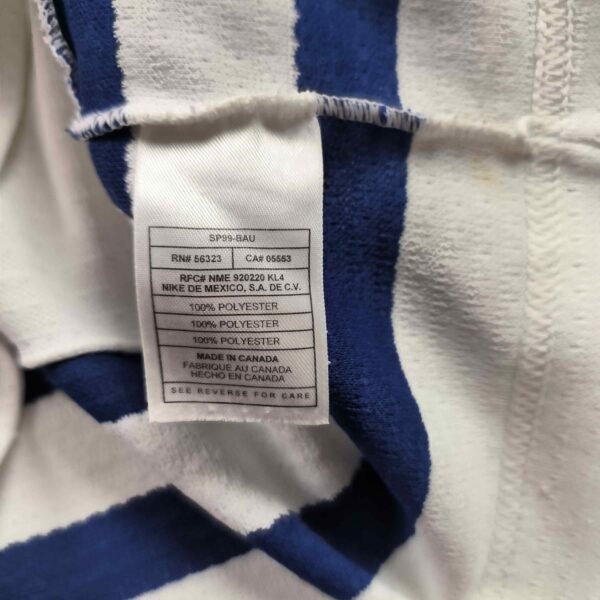 SP99-BAU
RN# 56323 CA# 05553
RFC# NME 920220 KL4
NIKE DE MEXICO, S.A. DE C.V.
100% POLYESTER
100% POLYESTER
100% POLYESTER
MADE IN CANADA
FABRIQUE AU CANADA
HECHO EN CANADA
SEE REVERSE FOR CARE